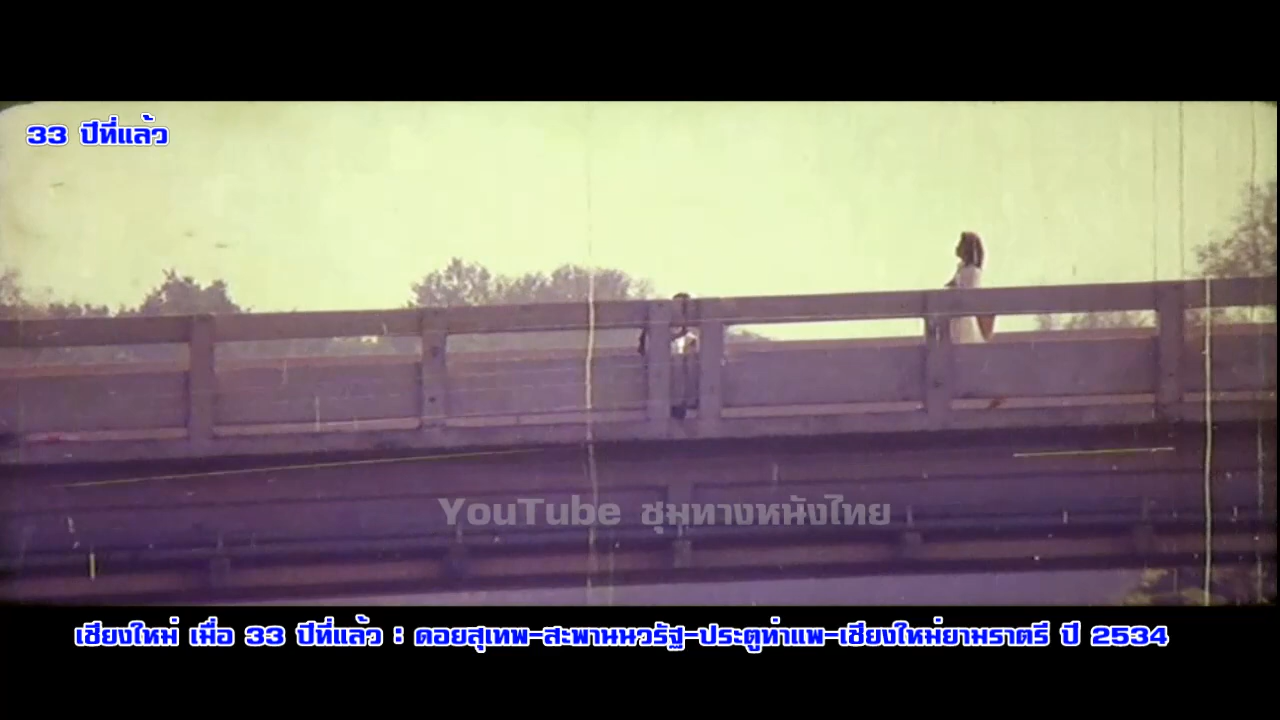 33 ปีที่แล้ว
YouTube ชุมทางหนังไทย
เชียงใหม่ เมื่อ 33 ปีที่แล้ว : ดอยสุเทพ-สะพานนวรัฐ-ประตูท่าแพ-เชียงใหม่ยามราตรี ปี 2534